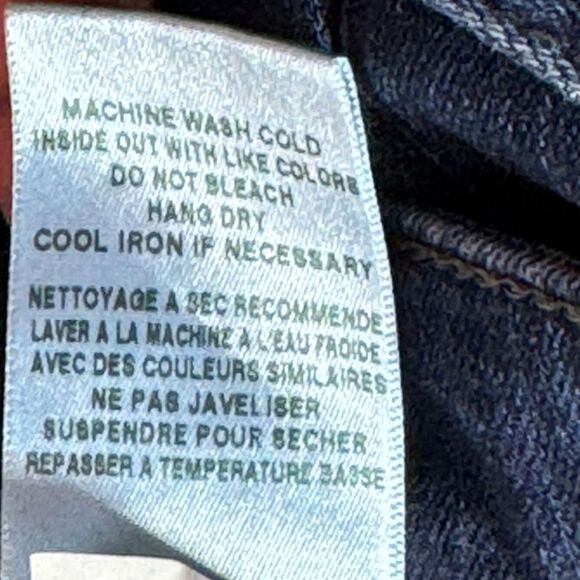 MACHINE WASH COLD
INSIDE OUT WITH LIKE COLORS
DO NOT BLEACH
HANG DRY
COOL IRON IF NECESSARY
NETTOYAGE A SEC RECOMMENDE
LAVER A LA MACHINE A L'EAU FROIDE
AVEC DES COULEURS SIMILAIRES
NE PAS JAVELISER
SUSPENDRE POUR SECHER
REPASSER A TEMPERATURE BASSE